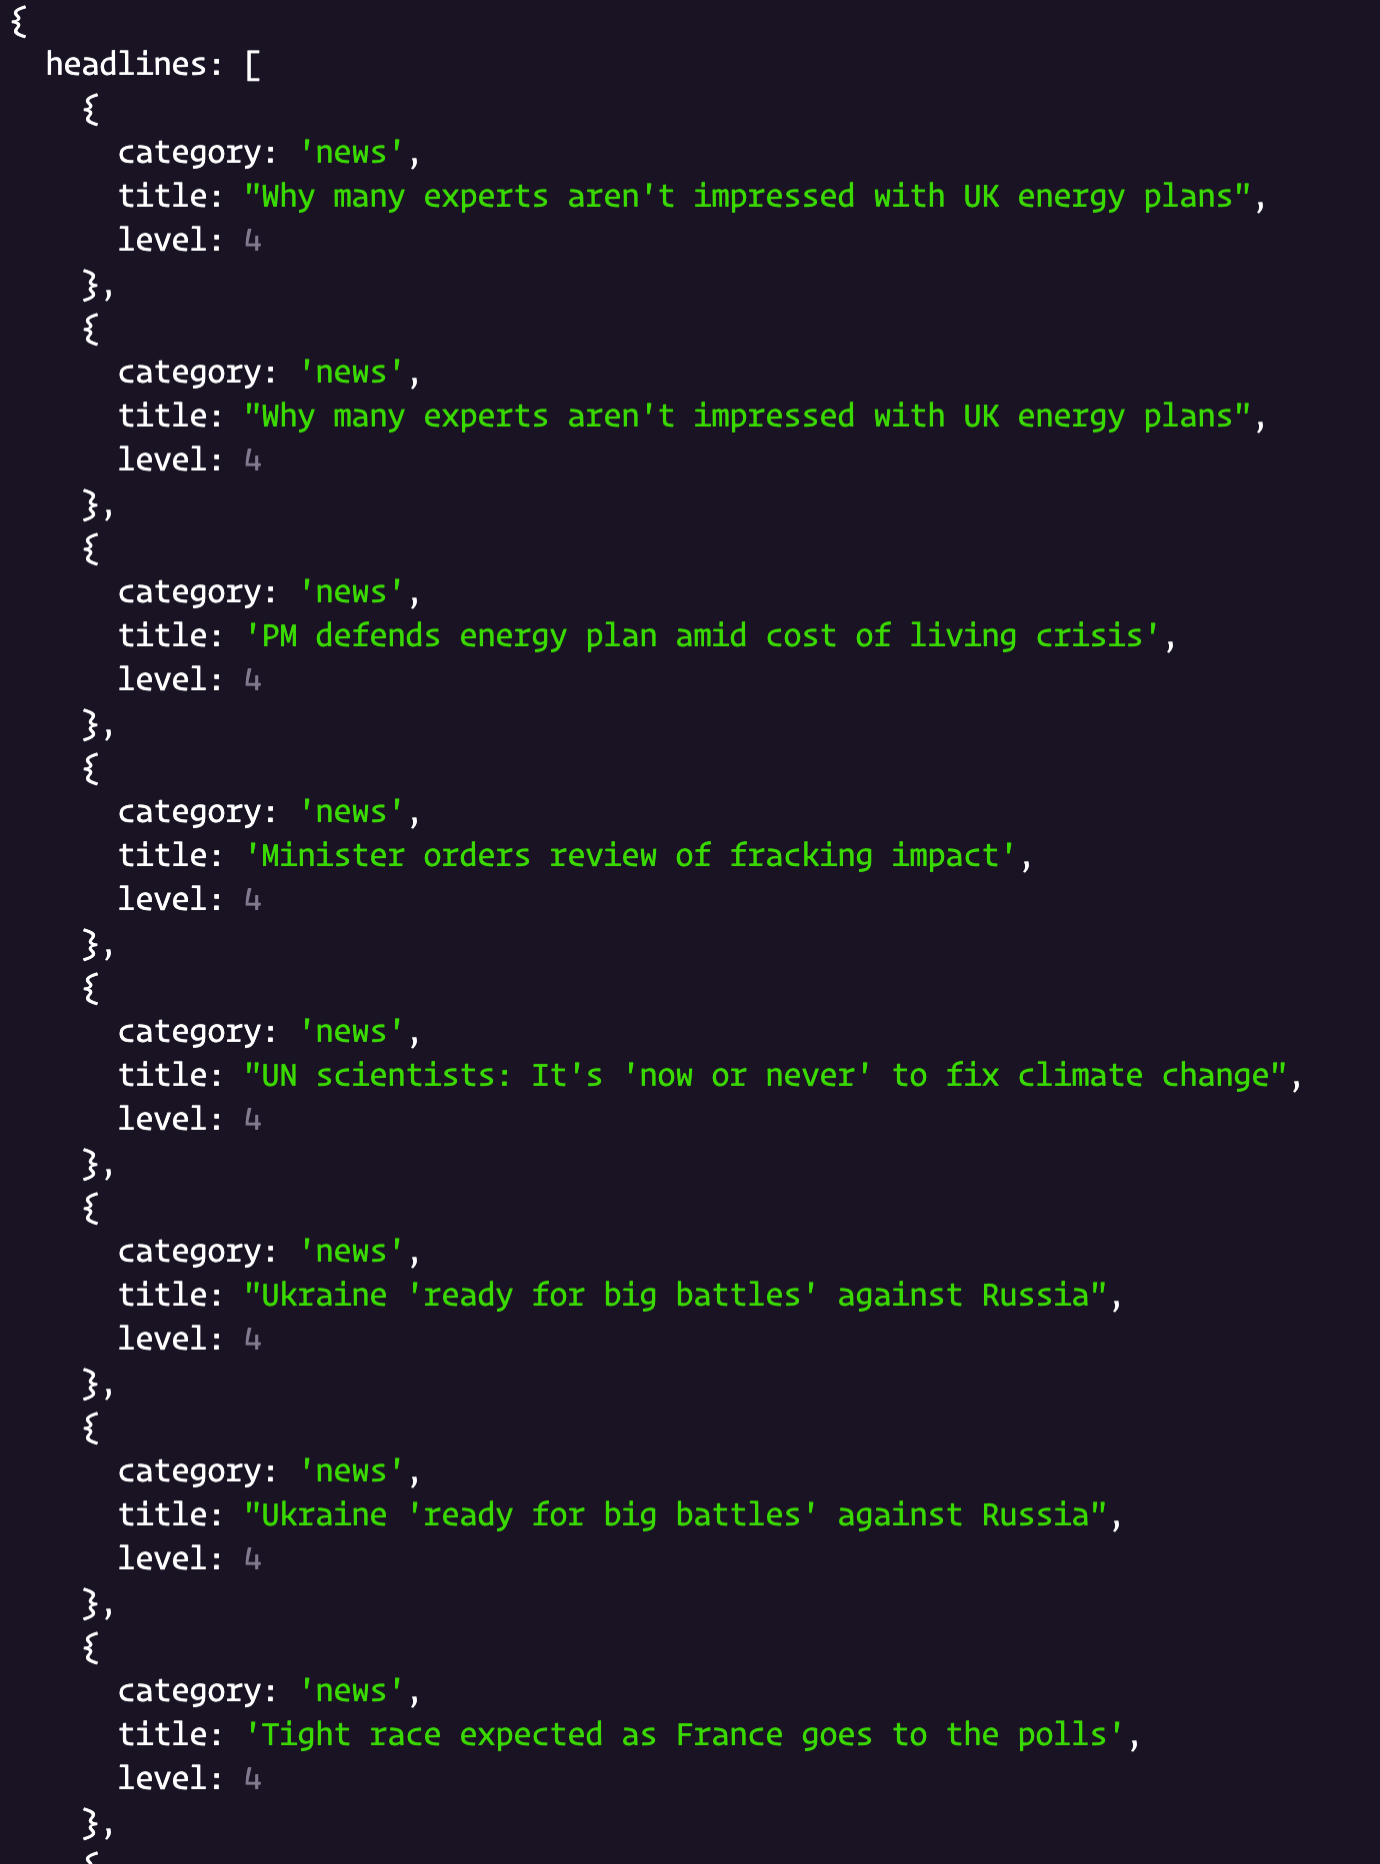 {
  headlines: [
    {
      category: 'news',
      title: "Why many experts aren't impressed with UK energy plans",
      level: 4
    },
    {
      category: 'news',
      title: "Why many experts aren't impressed with UK energy plans",
      level: 4
    },
    {
      category: 'news',
      title: 'PM defends energy plan amid cost of living crisis',
      level: 4
    },
    {
      category: 'news',
      title: 'Minister orders review of fracking impact',
      level: 4
    },
    {
      category: 'news',
      title: "UN scientists: It's 'now or never' to fix climate change",
      level: 4
    },
    {
      category: 'news',
      title: "Ukraine 'ready for big battles' against Russia",
      level: 4
    },
    {
      category: 'news',
      title: "Ukraine 'ready for big battles' against Russia",
      level: 4
    },
    {
      category: 'news',
      title: 'Tight race expected as France goes to the polls',
      level: 4
    },
    {